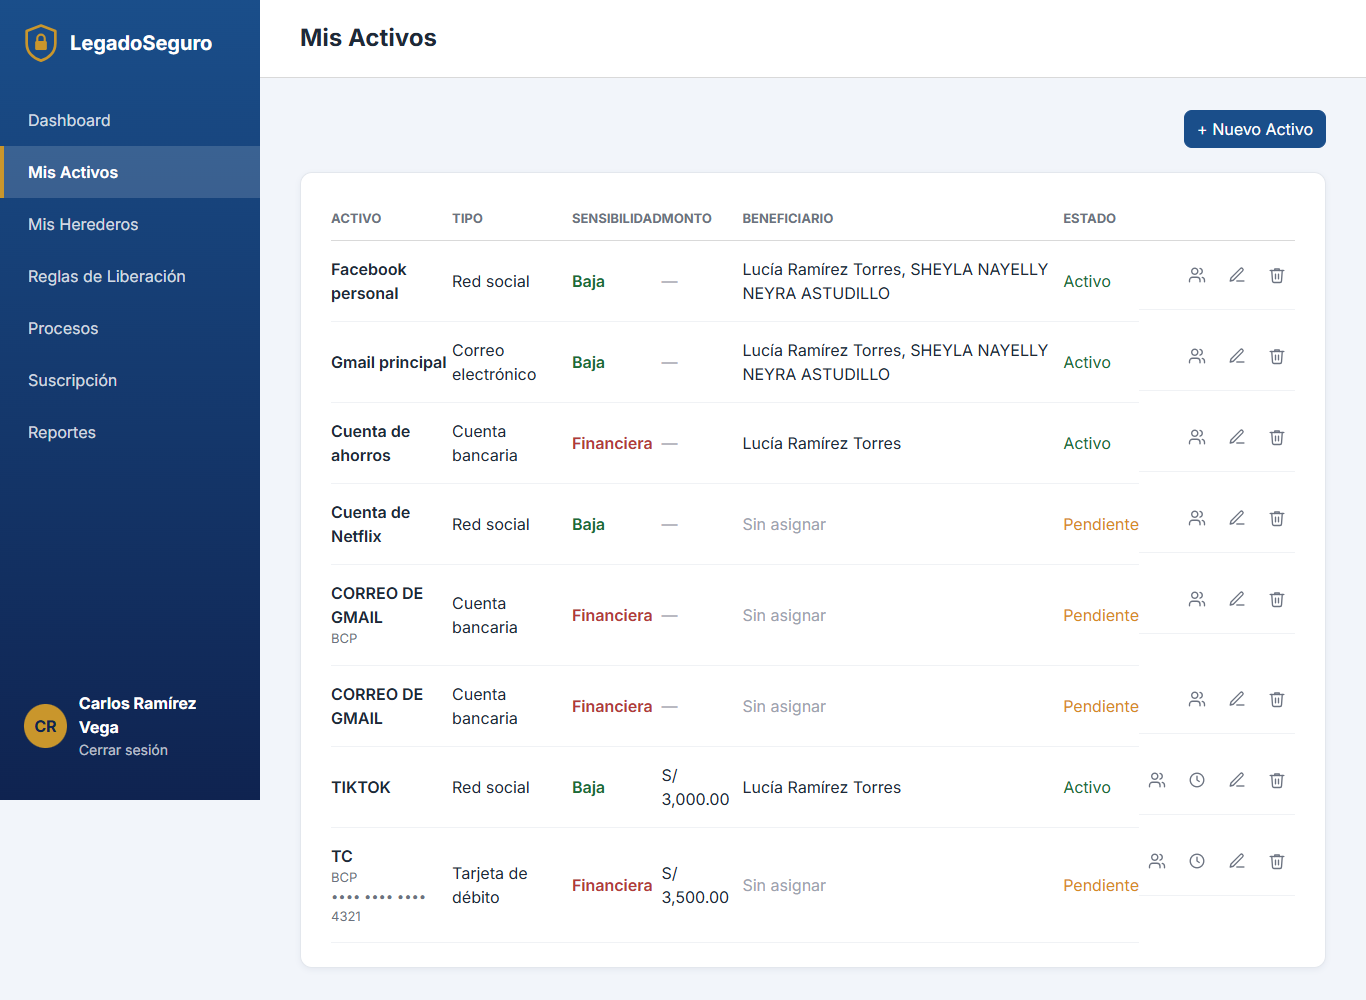 LegadoSeguro
Dashboard
Mis Activos
Mis Herederos
Reglas de Liberación
Procesos
Suscripción
Reportes
CR
Carlos Ramírez
Vega
Cerrar sesión
Mis Activos
+ Nuevo Activo
ACTIVO TIPO SENSIBILIDAD MONTO BENEFICIARIO ESTADO
Facebook
personal
Red social
Baja
—
Lucía Ramírez Torres, SHEYLA NAYELLY
NEYRA ASTUDILLO
Activo
Gmail principal
Correo
electrónico
Baja
—
Lucía Ramírez Torres, SHEYLA NAYELLY
NEYRA ASTUDILLO
Activo
Cuenta de
ahorros
Cuenta
bancaria
Financiera
—
Lucía Ramírez Torres
Activo
Cuenta de
Netflix
Red social
Baja
—
Sin asignar
Pendiente
CORREO DE
GMAIL
BCP
Cuenta
bancaria
Financiera
—
Sin asignar
Pendiente
CORREO DE
GMAIL
Cuenta
bancaria
Financiera
—
Sin asignar
Pendiente
TIKTOK
Red social
Baja
S/
3,000.00
Lucía Ramírez Torres
Activo
TC
BCP
•••• •••• ••••
4321
Tarjeta de
débito
Financiera
S/
3,500.00
Sin asignar
Pendiente